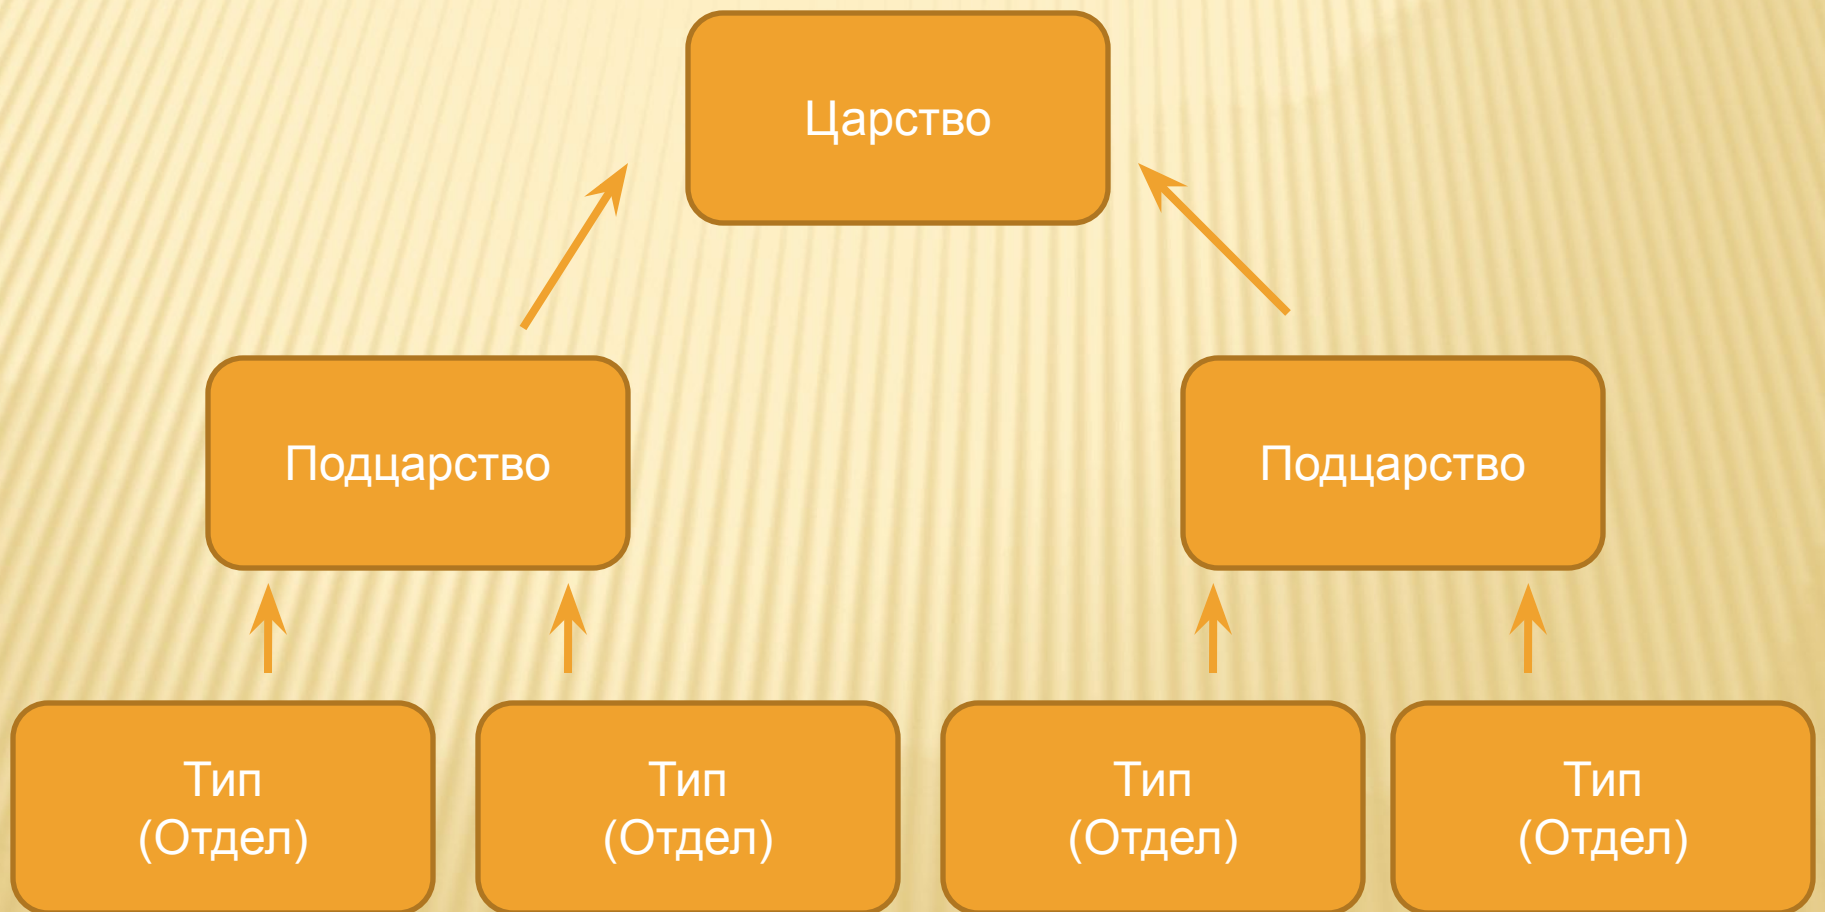 Царство
Подцарство
Подцарство
Тип
(Отдел)
Тип
(Отдел)
Тип
(Отдел)
Тип
(Отдел)